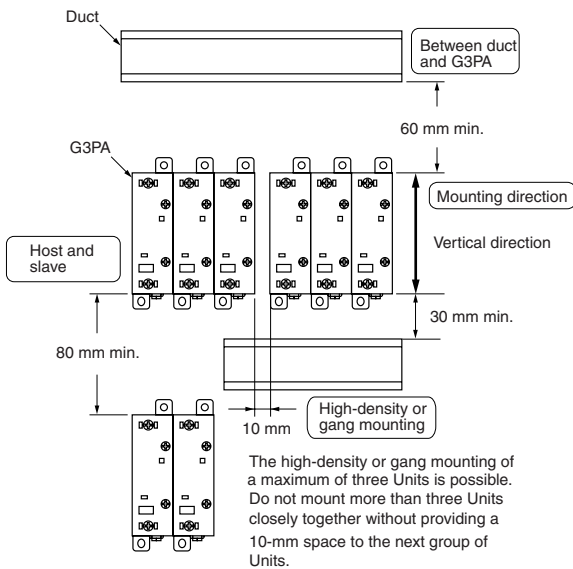 Duct
Between duct
and G3PA
60 mm min.
G3PA
Mounting direction
Host and
slave
Vertical direction
30 mm min.
80 mm min.
10 mm
High-density or
gang mounting
The high-density or gang mounting of
a maximum of three Units is possible.
Do not mount more than three Units
closely together without providing a
10-mm space to the next group of
Units.